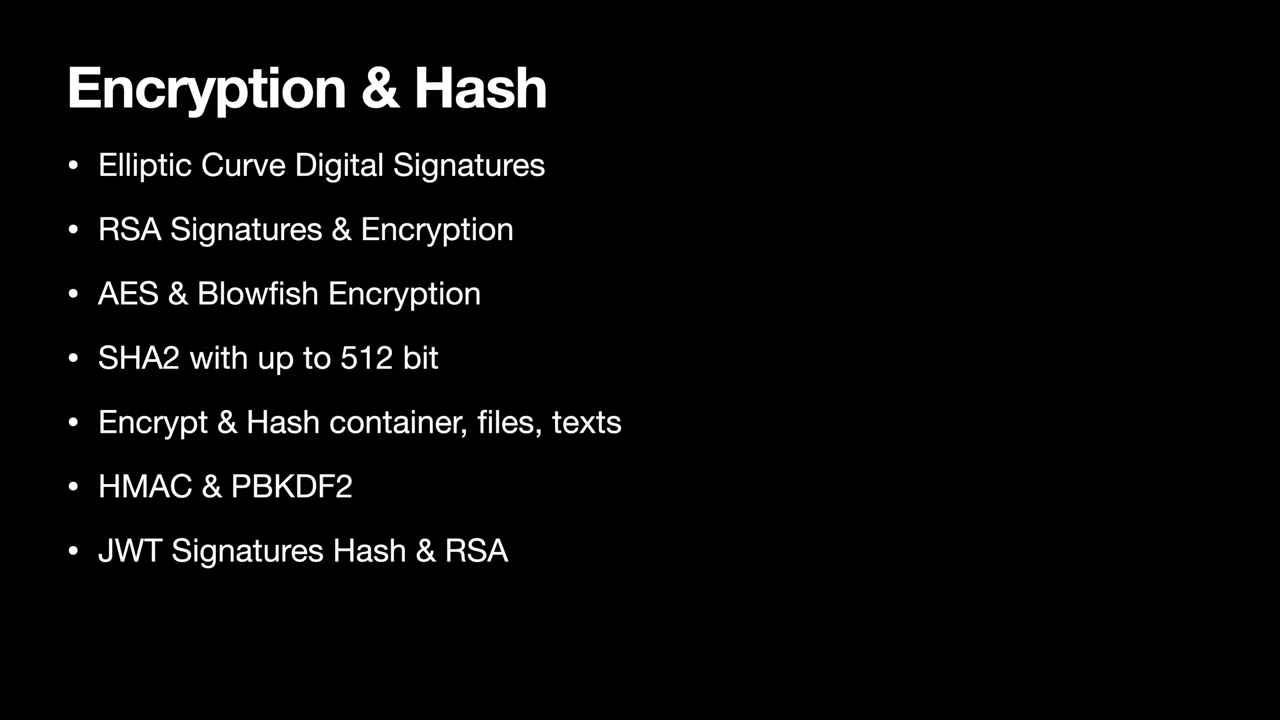 Encryption & Hash
• Elliptic Curve Digital Signatures
• RSA Signatures & Encryption
• AES & Blowfish Encryption
• SHA2 with up to 512 bit
• Encrypt & Hash container, files, texts
• HMAC & PBKDF2
• JWT Signatures Hash & RSA